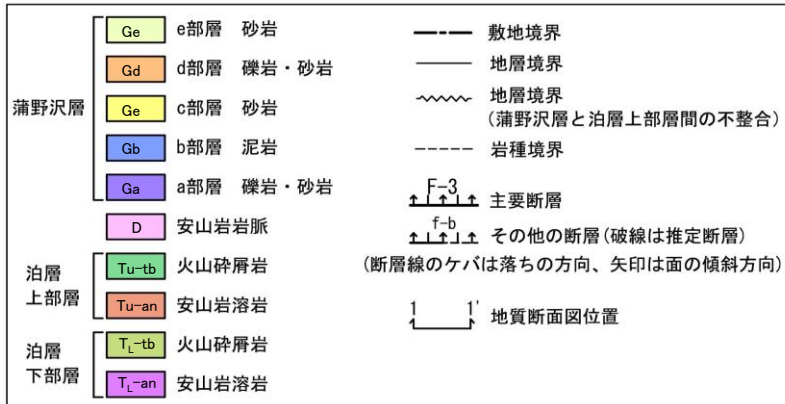 蒲野沢層
Ge e部層 砂岩
Gd d部層 礫岩・砂岩
Ge c部層 砂岩
Gb b部層 泥岩
Ga a部層 礫岩・砂岩
D 安山岩岩脈
泊層
上部層
Tu-tb 火山砕屑岩
Tu-an 安山岩溶岩
泊層
下部層
TL-tb 火山砕屑岩
TL-an 安山岩溶岩
敷地境界
地層境界
地層境界
(蒲野沢層と泊層上部層間の不整合)
岩種境界
F-3 主要断層
f-b その他の断層(破線は推定断層)
(断層線のケバは落ちの方向、矢印は面の傾斜方向)
1 1' 地質断面図位置